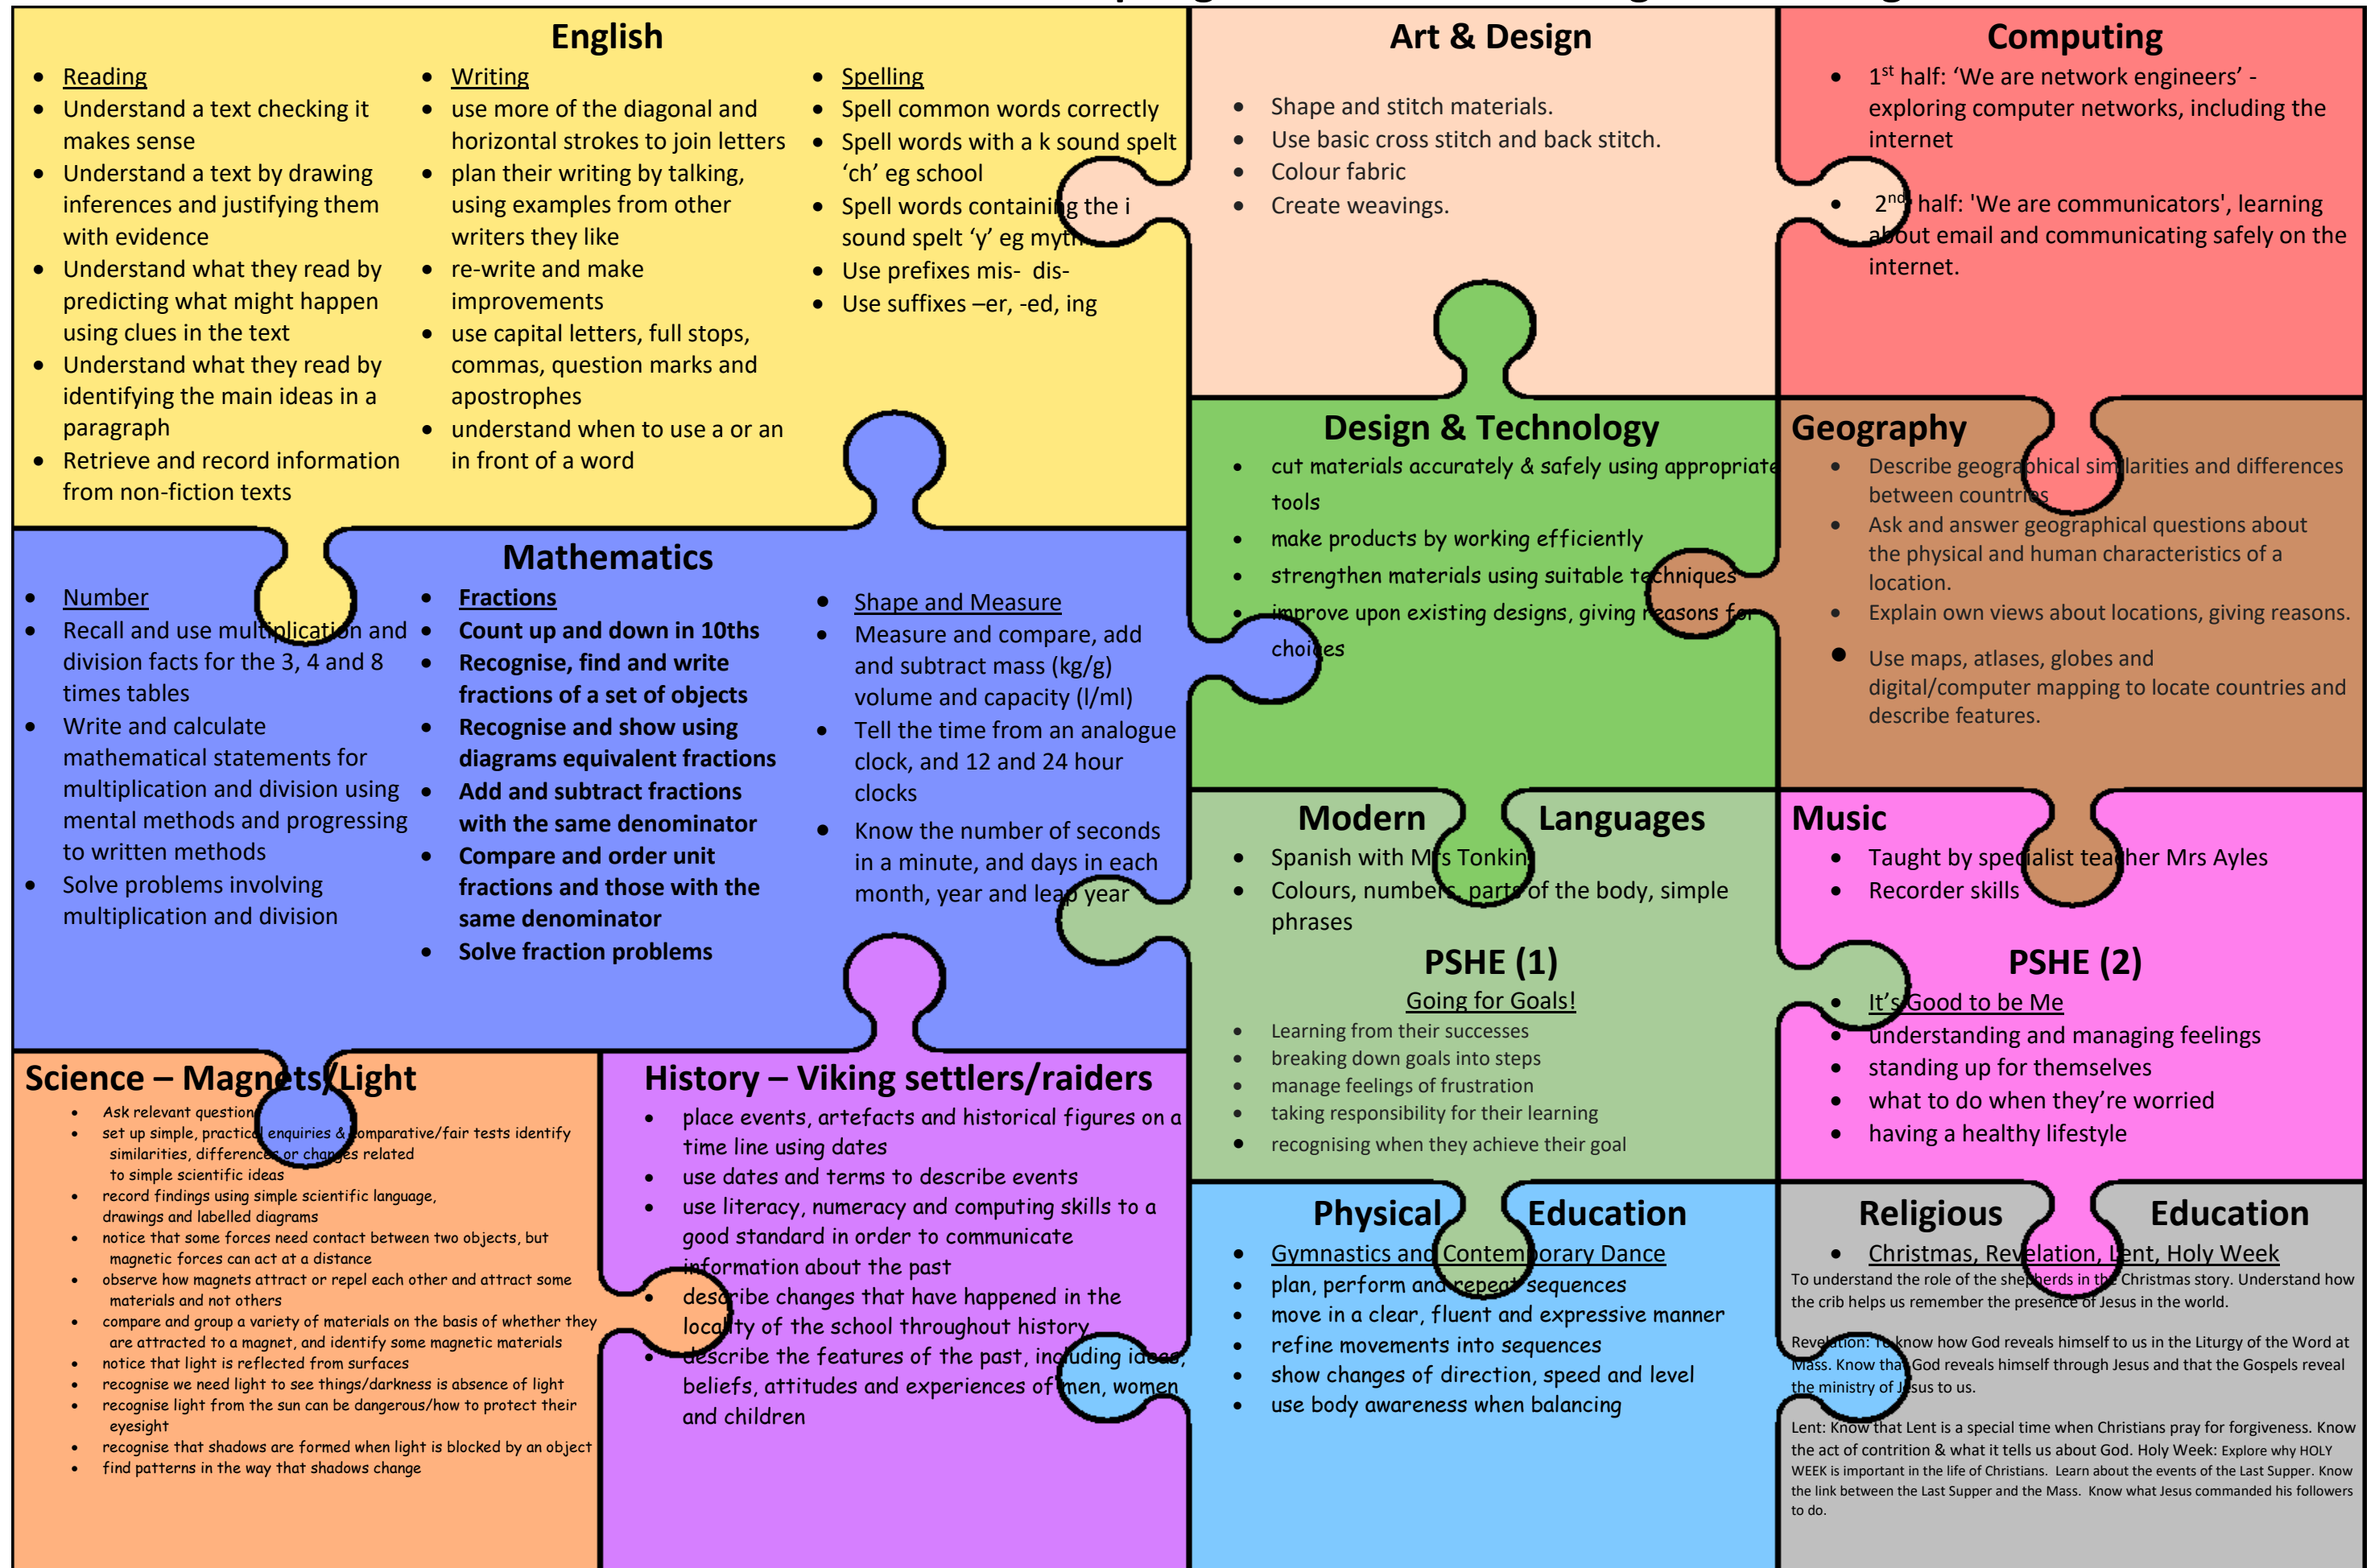 English
• Reading
• Understand a text checking it
makes sense
• Understand a text by drawing
inferences and justifying them
with evidence
• Understand what they read by
predicting what might happen
using clues in the text
• Understand what they read by
identifying the main ideas in a
paragraph
• Retrieve and record information
from non-fiction texts
• Writing
• use more of the diagonal and
horizontal strokes to join letters
• plan their writing by talking,
using examples from other
writers they like
• re-write and make
improvements
• use capital letters, full stops,
commas, question marks and
apostrophes
• understand when to use a or an
in front of a word
• Spelling
• Spell common words correctly
• Spell words with a k sound spelt
‘ch’ eg school
• Spell words containing the i
sound spelt ‘y’ eg myth
• Use prefixes mis- dis-
• Use suffixes –er, -ed, ing
Art & Design
• Shape and stitch materials.
• Use basic cross stitch and back stitch.
• Colour fabric
• Create weavings.
Computing
• 1st half: ‘We are network engineers’ -
exploring computer networks, including the
internet
• 2nd half: 'We are communicators', learning
about email and communicating safely on the
internet.
Design & Technology
• cut materials accurately & safely using appropriate
tools
• make products by working efficiently
• strengthen materials using suitable techniques
• improve upon existing designs, giving reasons for
choices
Geography
• Describe geographical similarities and differences
between countries
• Ask and answer geographical questions about
the physical and human characteristics of a
location.
• Explain own views about locations, giving reasons.
• Use maps, atlases, globes and
digital/computer mapping to locate countries and
describe features.
Mathematics
• Number
• Recall and use multiplication and
division facts for the 3, 4 and 8
times tables
• Write and calculate
mathematical statements for
multiplication and division using
mental methods and progressing
to written methods
• Solve problems involving
multiplication and division
• Fractions
• Count up and down in 10ths
• Recognise, find and write
fractions of a set of objects
• Recognise and show using
diagrams equivalent fractions
• Add and subtract fractions
with the same denominator
• Compare and order unit
fractions and those with the
same denominator
• Solve fraction problems
• Shape and Measure
• Measure and compare, add
and subtract mass (kg/g)
volume and capacity (l/ml)
• Tell the time from an analogue
clock, and 12 and 24 hour
clocks
• Know the number of seconds
in a minute, and days in each
month, year and leap year
Modern Languages
• Spanish with Mrs Tonkin
• Colours, numbers, parts of the body, simple
phrases
PSHE (1)
Going for Goals!
• Learning from their successes
• breaking down goals into steps
• manage feelings of frustration
• taking responsibility for their learning
• recognising when they achieve their goal
Music
• Taught by specialist teacher Mrs Ayles
• Recorder skills
PSHE (2)
• It’s Good to be Me
• understanding and managing feelings
• standing up for themselves
• what to do when they’re worried
• having a healthy lifestyle
Science – Magnets/Light
• Ask relevant question
• set up simple, practical enquiries & comparative/fair tests identify
similarities, differences or changes related
to simple scientific ideas
• record findings using simple scientific language,
drawings and labelled diagrams
• notice that some forces need contact between two objects, but
magnetic forces can act at a distance
• observe how magnets attract or repel each other and attract some
materials and not others
• compare and group a variety of materials on the basis of whether they
are attracted to a magnet, and identify some magnetic materials
• notice that light is reflected from surfaces
• recognise we need light to see things/darkness is absence of light
• recognise light from the sun can be dangerous/how to protect their
eyesight
• recognise that shadows are formed when light is blocked by an object
• find patterns in the way that shadows change
History – Viking settlers/raiders
• place events, artefacts and historical figures on a
time line using dates
• use dates and terms to describe events
• use literacy, numeracy and computing skills to a
good standard in order to communicate
information about the past
• describe changes that have happened in the
locality of the school throughout history
• describe the features of the past, including ideas,
beliefs, attitudes and experiences of men, women
and children
Physical Education
• Gymnastics and Contemporary Dance
• plan, perform and repeat sequences
• move in a clear, fluent and expressive manner
• refine movements into sequences
• show changes of direction, speed and level
• use body awareness when balancing
Religious Education
• Christmas, Revelation, Lent, Holy Week
To understand the role of the shepherds in the Christmas story. Understand how
the crib helps us remember the presence of Jesus in the world.
Revelation: To know how God reveals himself to us in the Liturgy of the Word at
Mass. Know that God reveals himself through Jesus and that the Gospels reveal
the ministry of Jesus to us.
Lent: Know that Lent is a special time when Christians pray for forgiveness. Know
the act of contrition & what it tells us about God. Holy Week: Explore why HOLY
WEEK is important in the life of Christians. Learn about the events of the Last Supper. Know
the link between the Last Supper and the Mass. Know what Jesus commanded his followers
to do.